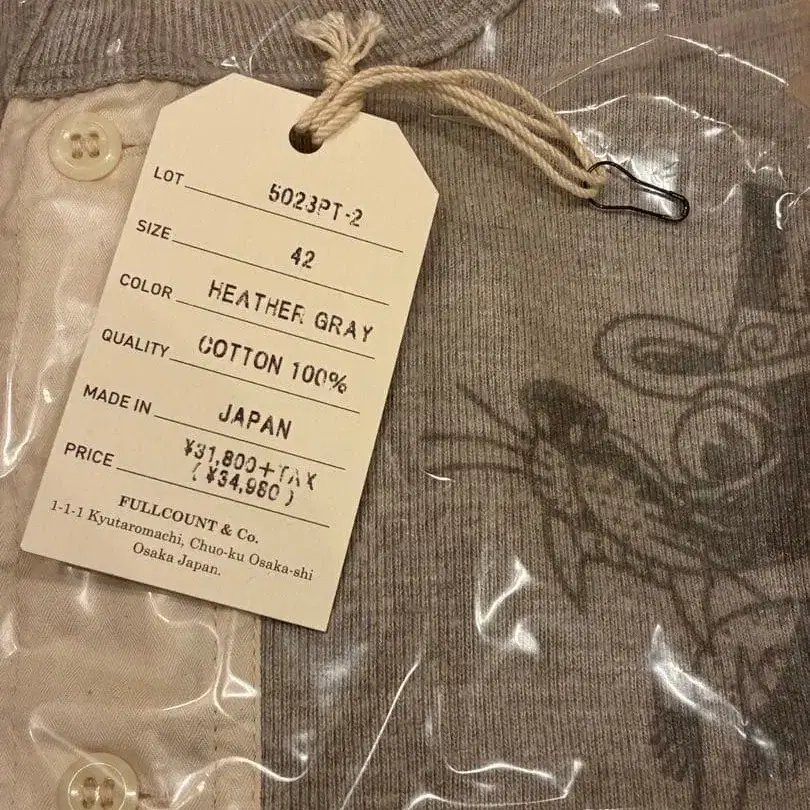 LOT 5023PT-2
SIZE 42
COLOR HEATHER GRAY
QUALITY COTTON 100%
MADE IN JAPAN
PRICE ¥31,800+TAX
(¥34,980)
FULLCOUNT & Co.
1-1-1 Kyutaromachi, Chuo-ku Osaka-shi
Osaka Japan.